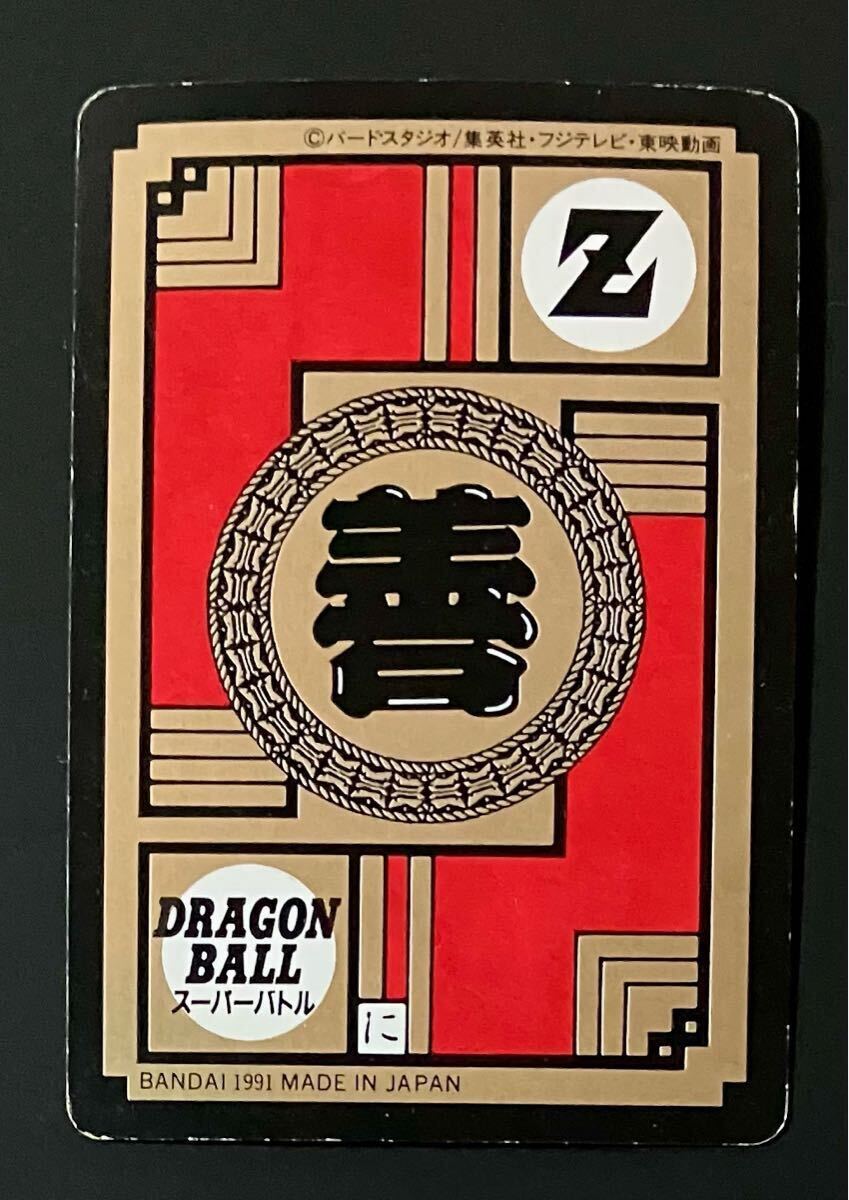 ©バードスタジオ/集英社・フジテレビ・東映動画
Z
善
DRAGON
BALL
スーパーバトル
に
BANDAI 1991 MADE IN JAPAN